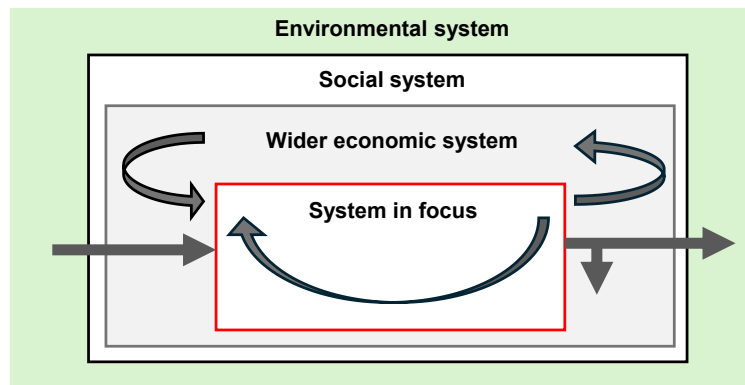 Environmental system
Social system
Wider economic system
System in focus